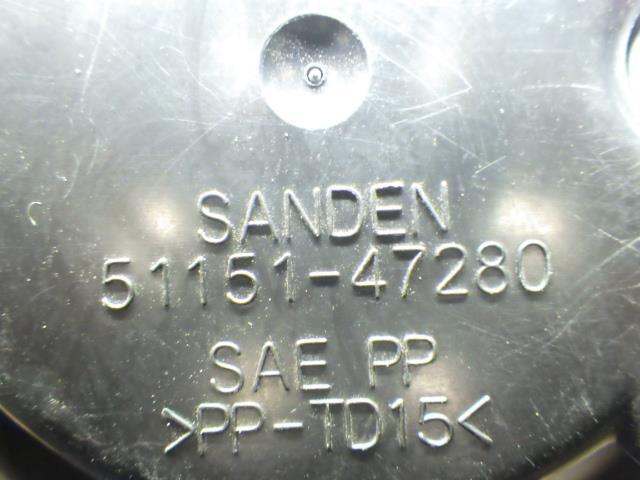 SANDEN
51151-47280
SAE PP
>PP-TD15<